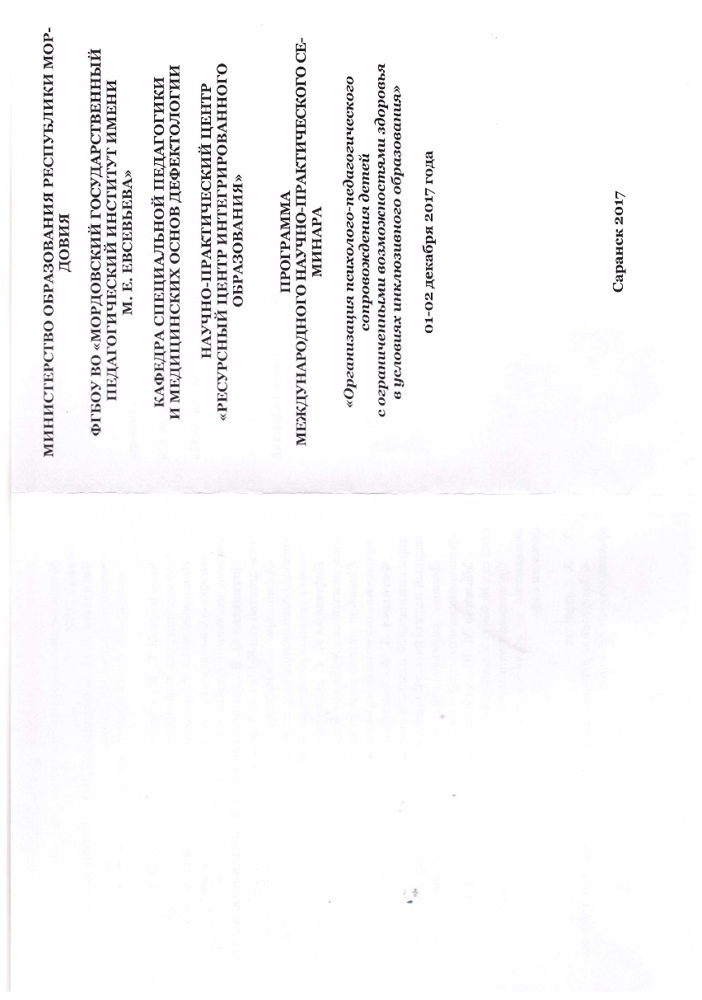 МИНИСТЕРСТВО ОБРАЗОВАНИЯ РЕСПУБЛИКИ МОР-
ДОВИЯ
ФГБОУ ВО «МОРДОВСКИЙ ГОСУДАРСТВЕННЫЙ
ПЕДАГОГИЧЕСКИЙ ИНСТИТУТ ИМЕНИ
М. Е. ЕВСЕВЬЕВА»
КАФЕДРА СПЕЦИАЛЬНОЙ ПЕДАГОГИКИ
И МЕДИЦИНСКИХ ОСНОВ ДЕФЕКТОЛОГИИ
НАУЧНО-ПРАКТИЧЕСКИЙ ЦЕНТР
«РЕСУРСНЫЙ ЦЕНТР ИНТЕГРИРОВАННОГО
ОБРАЗОВАНИЯ»
ПРОГРАММА
МЕЖДУНАРОДНОГО НАУЧНО-ПРАКТИЧЕСКОГО СЕ-
МИНАРА
«Организация психолого-педагогического
сопровождения детей
с ограниченными возможностями здоровья
в условиях инклюзивного образования»
01-02 декабря 2017 года
Саранск 2017